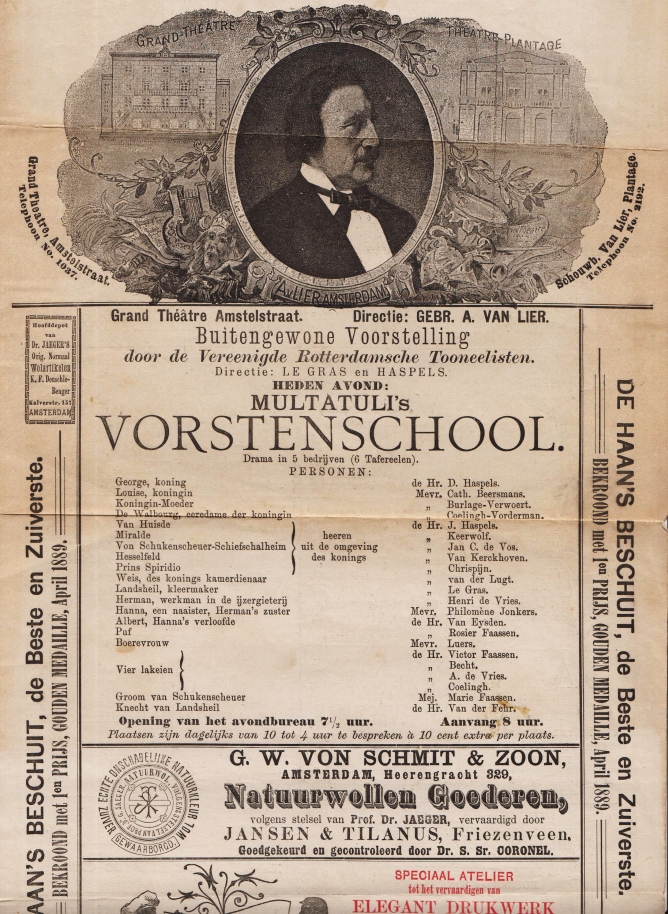 GRAND-THÉÂTRE
THÉÂTRE-PLANTAGE
Grand Theatre, Amstelstraat.
Telephoon No. 1037.
Schouwb. Van Lier, Plantage.
Telephoon No. 2192.
A. v. LIER AMSTERDAM
Grand Théâtre Amstelstraat. Directie: GEBR. A. VAN LIER.
Buitengewone Voorstelling
door de Vereenigde Rotterdamsche Tooneelisten.
Directie: LE GRAS en HASPELS.
HEDEN AVOND:
MULTATULI's
VORSTENSCHOOL.
Drama in 5 bedrijven (6 Tafereelen).
PERSONEN:
George, koning de Hr. D. Haspels.
Louise, koningin Mevr. Cath. Beersmans.
Koningin-Moeder „ Burlage-Verwoert.
De Walbourg, eeredame der koningin „ Coelingh-Vorderman.
Van Huisde de Hr. J. Haspels.
Miralde „ Keerwolf.
Von Schukenscheuer-Schiefschalheim „ Jan C. de Vos.
Hesselfeld „ Van Kerckhoven.
Prins Spiridio „ Chrispijn.
heeren
uit de omgeving
des konings
Weis, des konings kamerdienaar „ van der Lugt.
Landsheil, kleermaker „ Le Gras.
Herman, werkman in de ijzergieterij „ Henri de Vries.
Hanna, een naaister, Herman's zuster Mevr. Philomène Jonkers.
Albert, Hanna's verloofde de Hr. Van Eysden.
Puf „ Rosier Faassen.
Boerevrouw Mevr. Luers.
Vier lakeien de Hr. Victor Faassen.
„ Becht.
„ A. de Vries.
„ Coelingh.
Groom van Schukenscheuer Mej. Marie Faassen.
Knecht van Landsheil de Hr. Van der Fehr.
Opening van het avondbureau 7½ uur. Aanvang 8 uur.
Plaatsen zijn dagelijks van 10 tot 4 uur te bespreken à 10 cent extra per plaats.
Hoofddepot
van
Dr. JAEGER'S
Orig. Normaal
Wolartikelen
K. F. Deuschle-
Benger
Kalverstr. 157
AMSTERDAM
AAN'S BESCHUIT, de Beste en Zuiverste.
BEKROOND met 1en PRIJS, GOUDEN MEDAILLE, April 1889.
DE HAAN'S BESCHUIT, de Beste en Zuiverste.
BEKROOND met 1en PRIJS, GOUDEN MEDAILLE, April 1889.
G. W. VON SCHMIT & ZOON,
AMSTERDAM, Heerengracht 329,
Natuurwollen Goederen,
volgens stelsel van Prof. Dr. JAEGER, vervaardigd door
JANSEN & TILANUS, Friezenveen.
Goedgekeurd en gecontroleerd door Dr. S. Sr. CORONEL.
GEWAARBORGD.
SPECIAAL ATELIER
tot het vervaardigen van
ELEGANT DRUKWERK